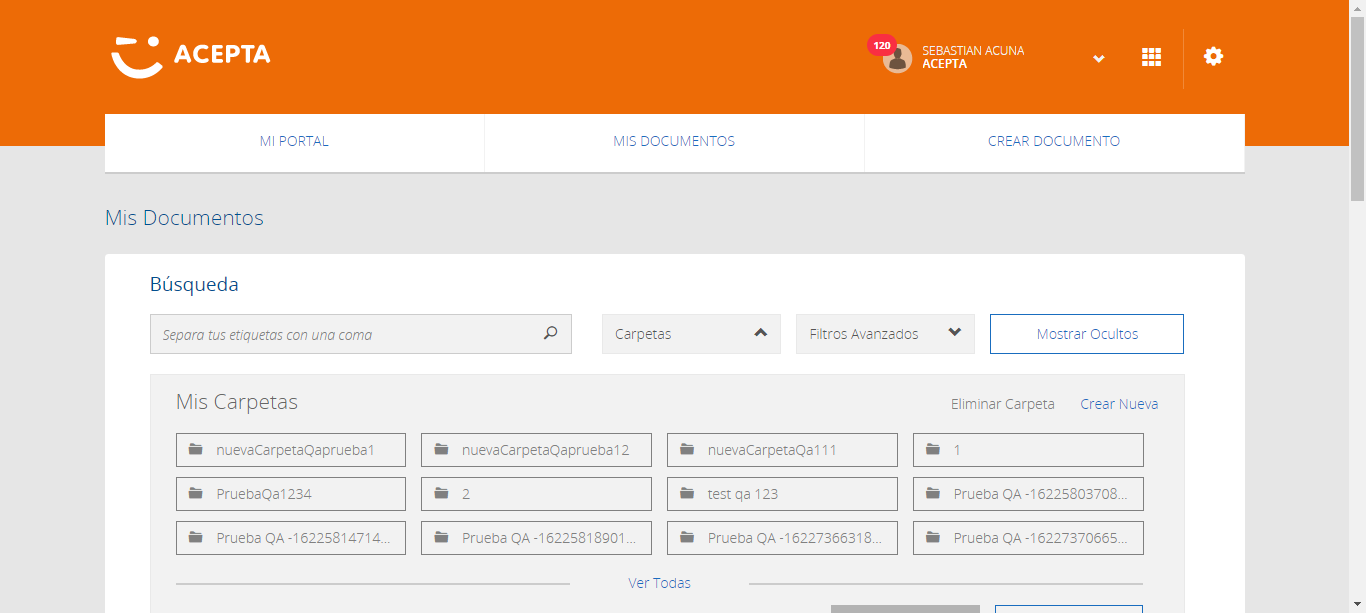 ACEPTA
120
SEBASTIAN ACUNA
ACEPTA
MI PORTAL
MIS DOCUMENTOS
CREAR DOCUMENTO
Mis Documentos
Búsqueda
Separa tus etiquetas con una coma
Carpetas
Filtros Avanzados
Mostrar Ocultos
Mis Carpetas
Eliminar Carpeta
Crear Nueva
nuevaCarpetaQaprueba1
nuevaCarpetaQaprueba12
nuevaCarpetaQa111
1
PruebaQa1234
2
test qa 123
Prueba QA -16225803708...
Prueba QA -16225814714...
Prueba QA -16225818901...
Prueba QA -16227366318...
Prueba QA -16227370665...
Ver Todas